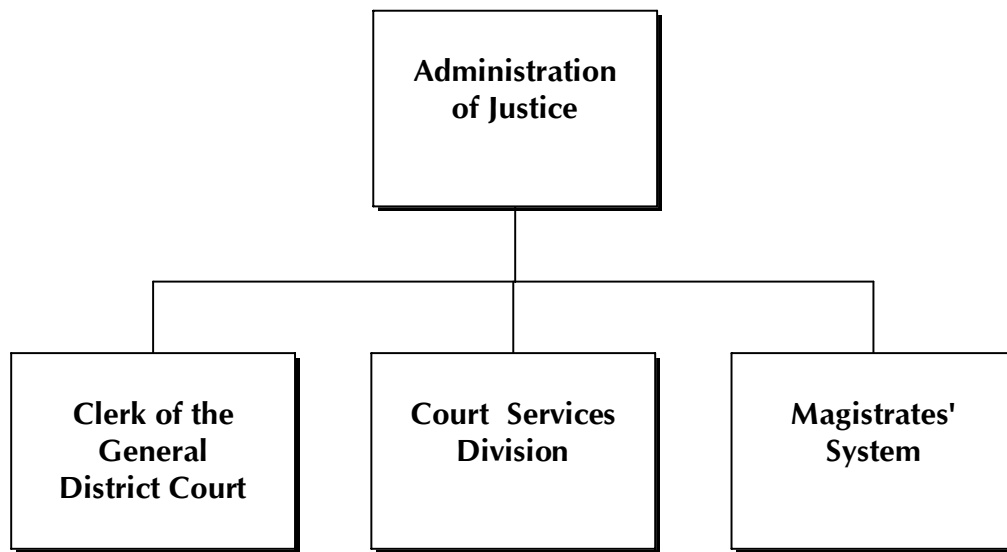 Administration
of Justice
Clerk of the
General
District Court
Court Services
Division
Magistrates'
System